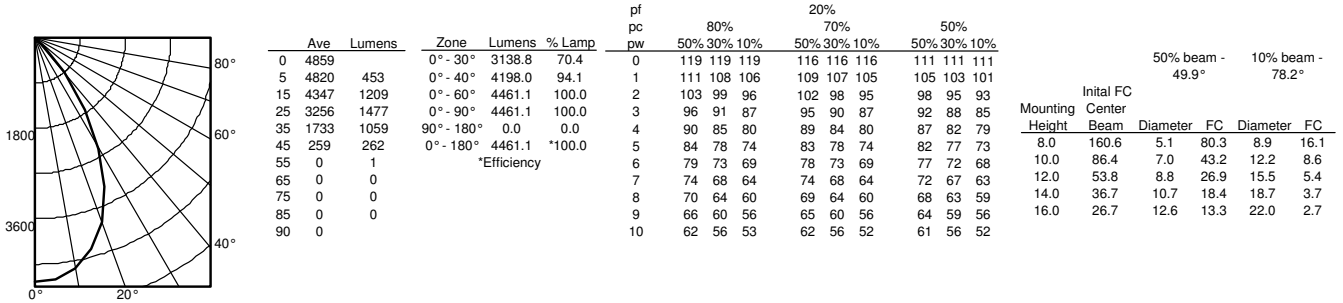 1800
3600
80°
60°
40°
0°
20°
Ave Lumens
0 4859
5 4820 453
15 4347 1209
25 3256 1477
35 1733 1059
45 259 262
55 0 1
65 0 0
75 0 0
85 0 0
90 0
Zone Lumens % Lamp
0° - 30° 3138.8 70.4
0° - 40° 4198.0 94.1
0° - 60° 4461.1 100.0
0° - 90° 4461.1 100.0
90° - 180° 0.0 0.0
0° - 180° 4461.1 *100.0
*Efficiency
pf 20%
pc 80% 70% 50%
pw 50% 30% 10% 50% 30% 10% 50% 30% 10%
0 119 119 119 116 116 116 111 111 111
1 111 108 106 109 107 105 105 103 101
2 103 99 96 102 98 95 98 95 93
3 96 91 87 95 90 87 92 88 85
4 90 85 80 89 84 80 87 82 79
5 84 78 74 83 78 74 82 77 73
6 79 73 69 78 73 69 77 72 68
7 74 68 64 74 68 64 72 67 63
8 70 64 60 69 64 60 68 63 59
9 66 60 56 65 60 56 64 59 56
10 62 56 53 62 56 52 61 56 52
50% beam - 10% beam -
49.9° 78.2°
Inital FC
Mounting Center
Height Beam Diameter FC Diameter FC
8.0 160.6 5.1 80.3 8.9 16.1
10.0 86.4 7.0 43.2 12.2 8.6
12.0 53.8 8.8 26.9 15.5 5.4
14.0 36.7 10.7 18.4 18.7 3.7
16.0 26.7 12.6 13.3 22.0 2.7